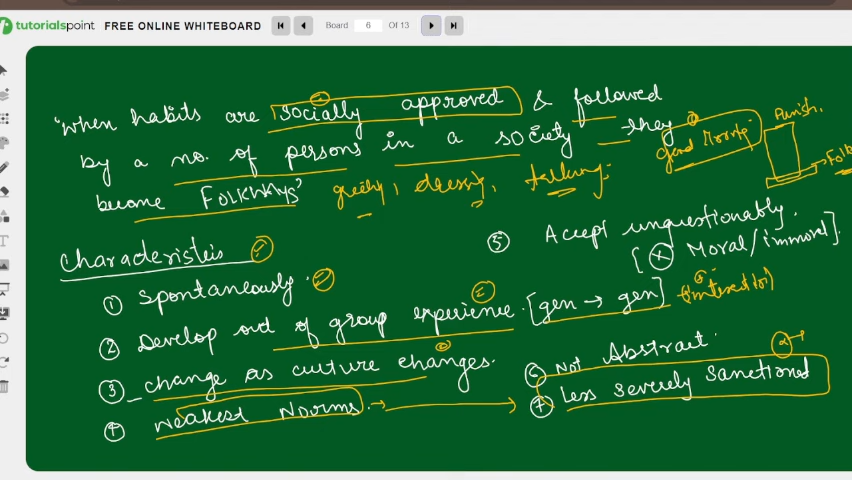 tutorialspoint FREE ONLINE WHITEBOARD Board 6 Of 13
"When habits are socially approved & followed
by a no. of persons in a society they
become FOLKWAYS"
good Morning
Punish.
greeting, dressing, talking.
Characteristics
① Spontaneously.
② Develop out of group experience. [gen → gen]
③ change as culture changes.
④ Weakest Norms. →
⑤ Accept unquestionably.
[ⓧ Moral/immoral].
⑥ Not Abstract.
⑦ Less severely Sanctioned